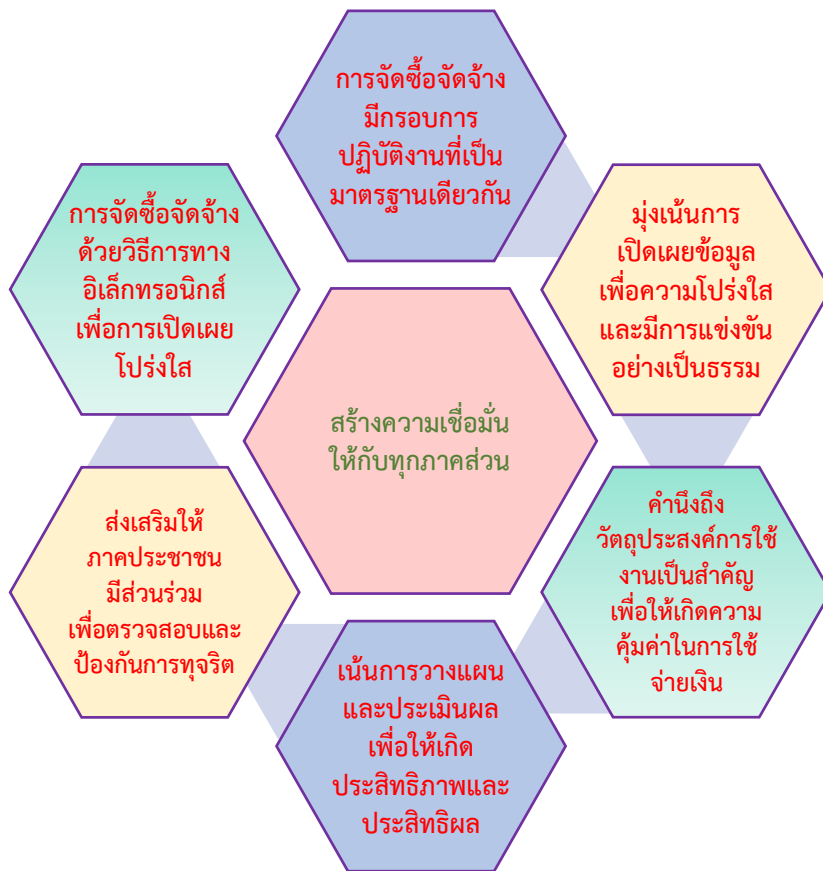 การจัดซื้อจัดจ้าง
มีกรอบการ
ปฏิบัติงานที่เป็น
มาตรฐานเดียวกัน
มุ่งเน้นการ
เปิดเผยข้อมูล
เพื่อความโปร่งใส
และมีการแข่งขัน
อย่างเป็นธรรม
คำนึงถึง
วัตถุประสงค์การใช้
งานเป็นสำคัญ
เพื่อให้เกิดความ
คุ้มค่าในการใช้
จ่ายเงิน
เน้นการวางแผน
และประเมินผล
เพื่อให้เกิด
ประสิทธิภาพและ
ประสิทธิผล
ส่งเสริมให้
ภาคประชาชน
มีส่วนร่วม
เพื่อตรวจสอบและ
ป้องกันการทุจริต
การจัดซื้อจัดจ้าง
ด้วยวิธีการทาง
อิเล็กทรอนิกส์
เพื่อการเปิดเผย
โปร่งใส
สร้างความเชื่อมั่น
ให้กับทุกภาคส่วน